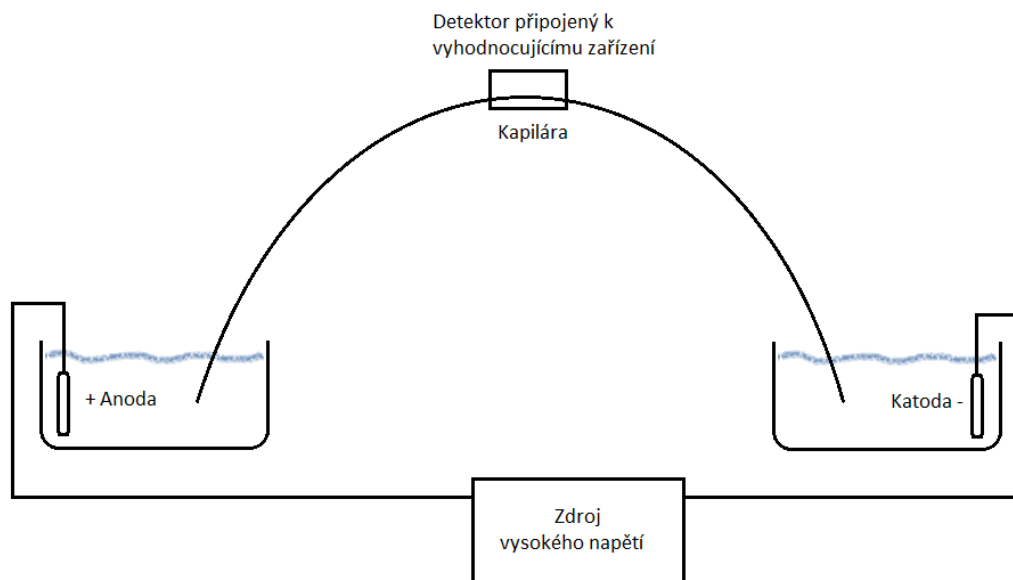 Detektor připojený k
vyhodnocujícímu zařízení
Kapilára
+ Anoda
Katoda -
Zdroj
vysokého napětí